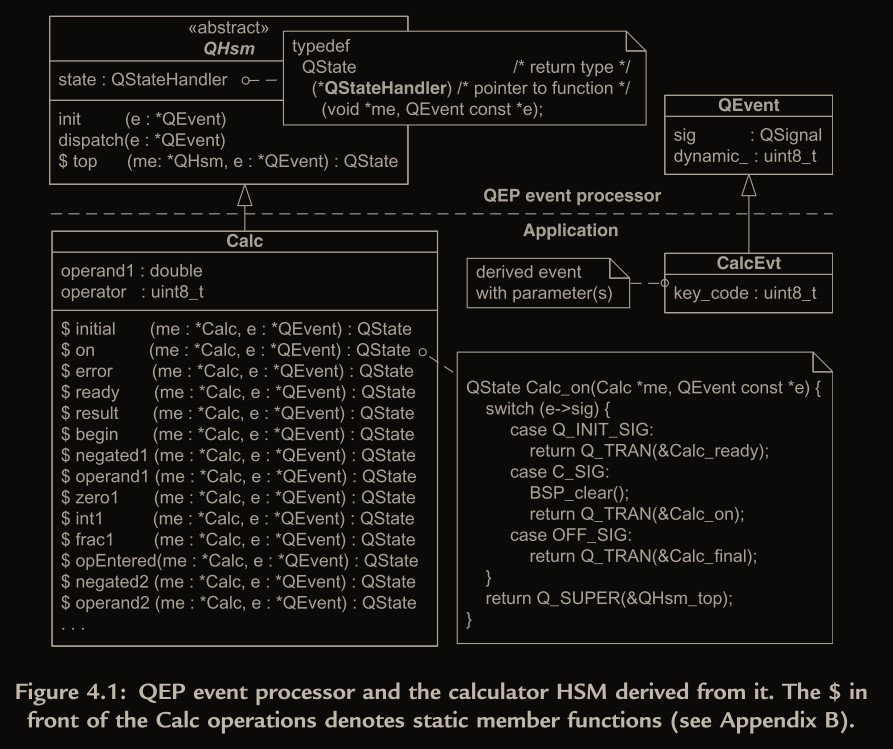 «abstract»
QHsm
state : QStateHandler
init (e : *QEvent)
dispatch(e : *QEvent)
$ top (me: *QHsm, e : *QEvent) : QState
typedef
QState /* return type */
(*QStateHandler) /* pointer to function */
(void *me, QEvent const *e);
QEvent
sig : QSignal
dynamic_ : uint8_t
QEP event processor
Application
Calc
operand1 : double
operator : uint8_t
$ initial (me : *Calc, e : *QEvent) : QState
$ on (me : *Calc, e : *QEvent) : QState
$ error (me : *Calc, e : *QEvent) : QState
$ ready (me : *Calc, e : *QEvent) : QState
$ result (me : *Calc, e : *QEvent) : QState
$ begin (me : *Calc, e : *QEvent) : QState
$ negated1 (me : *Calc, e : *QEvent) : QState
$ operand1 (me : *Calc, e : *QEvent) : QState
$ zero1 (me : *Calc, e : *QEvent) : QState
$ int1 (me : *Calc, e : *QEvent) : QState
$ frac1 (me : *Calc, e : *QEvent) : QState
$ opEntered(me : *Calc, e : *QEvent) : QState
$ negated2 (me : *Calc, e : *QEvent) : QState
$ operand2 (me : *Calc, e : *QEvent) : QState
. . .
derived event
with parameter(s)
CalcEvt
key_code : uint8_t
QState Calc_on(Calc *me, QEvent const *e) {
switch (e->sig) {
case Q_INIT_SIG:
return Q_TRAN(&Calc_ready);
case C_SIG:
BSP_clear();
return Q_TRAN(&Calc_on);
case OFF_SIG:
return Q_TRAN(&Calc_final);
}
return Q_SUPER(&QHsm_top);
}
Figure 4.1: QEP event processor and the calculator HSM derived from it. The $ in
front of the Calc operations denotes static member functions (see Appendix B).